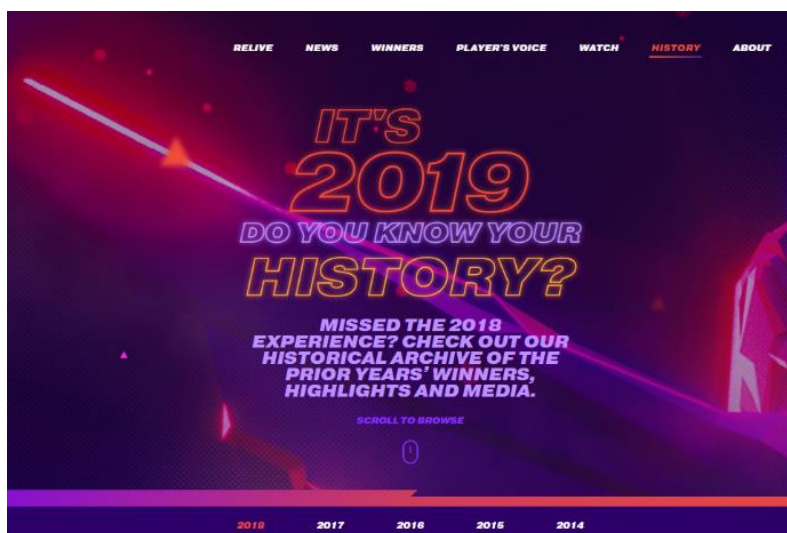 RELIVE NEWS WINNERS PLAYER'S VOICE WATCH HISTORY ABOUT
IT'S
2019
DO YOU KNOW YOUR
HISTORY?
MISSED THE 2018
EXPERIENCE? CHECK OUT OUR
HISTORICAL ARCHIVE OF THE
PRIOR YEARS' WINNERS,
HIGHLIGHTS AND MEDIA.
SCROLL TO BROWSE
2018 2017 2016 2015 2014